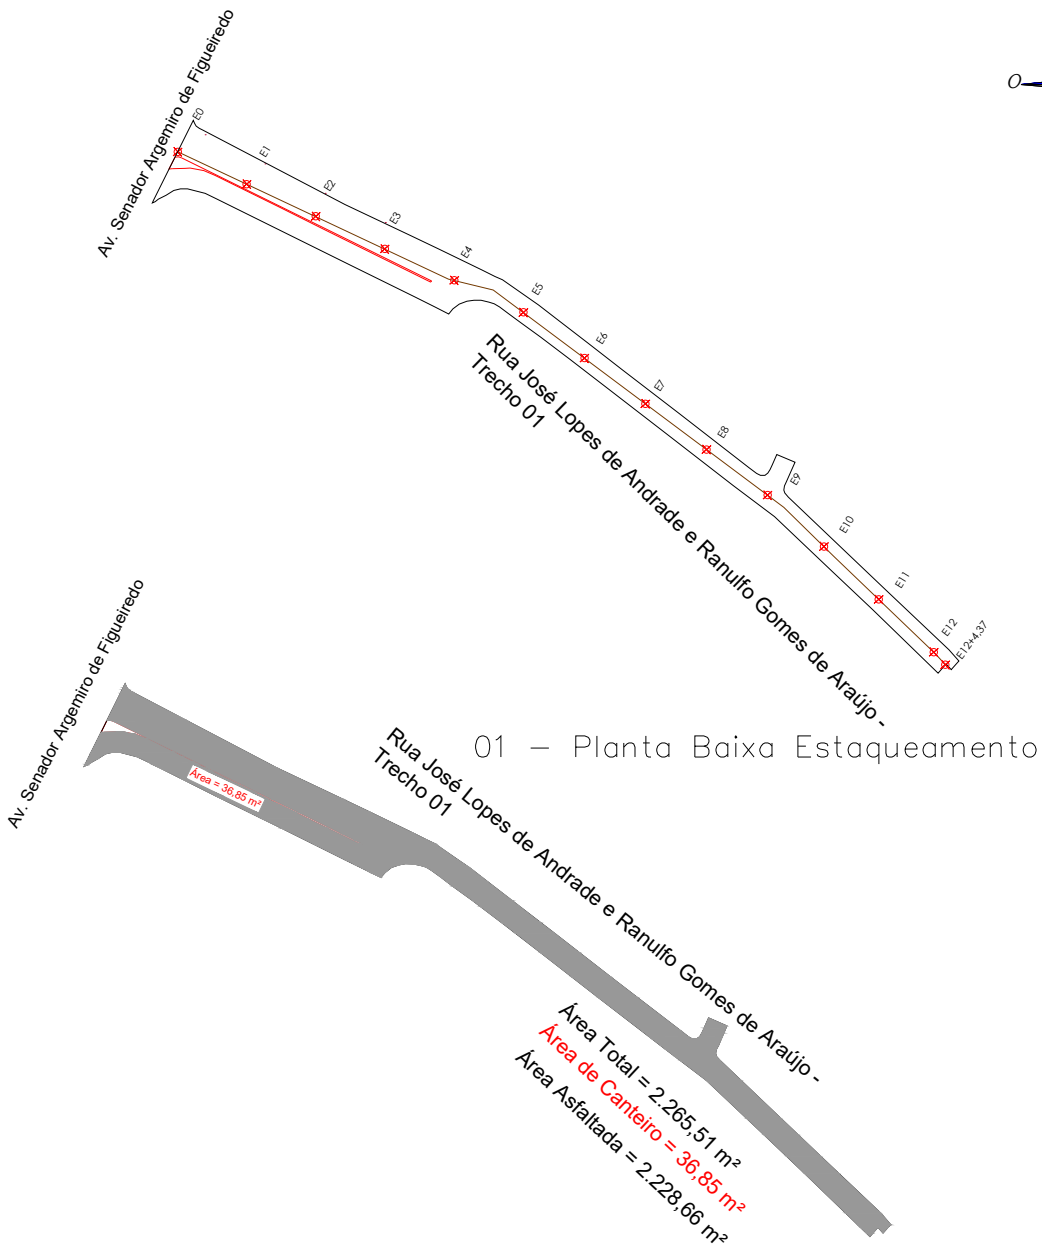 Av. Senador Argemiro de Figueiredo
O
E0
E1
E2
E3
E4
E5
E6
E7
E8
E9
E10
E11
E12
E12+4,37
Rua José Lopes de Andrade e Ranulfo Gomes de Araújo -
Trecho 01
01 - Planta Baixa Estaqueamento
Av. Senador Argemiro de Figueiredo
Área = 36,85 m²
Rua José Lopes de Andrade e Ranulfo Gomes de Araújo -
Trecho 01
Área Total = 2.265,51 m²
Área de Canteiro = 36,85 m²
Área Asfaltada = 2.228,66 m²